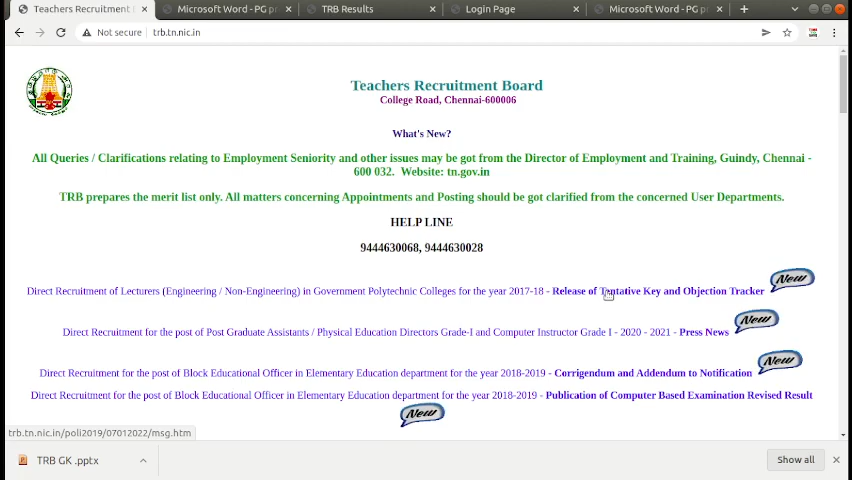 Teachers Recruitment
Microsoft Word - PG pr
TRB Results
Login Page
Microsoft Word - PG pr
Not secure
trb.tn.nic.in
Teachers Recruitment Board
College Road, Chennai-600006
What's New?
All Queries / Clarifications relating to Employment Seniority and other issues may be got from the Director of Employment and Training, Guindy, Chennai -
600 032. Website: tn.gov.in
TRB prepares the merit list only. All matters concerning Appointments and Posting should be got clarified from the concerned User Departments.
HELP LINE
9444630068, 9444630028
Direct Recruitment of Lecturers (Engineering / Non-Engineering) in Government Polytechnic Colleges for the year 2017-18 - Release of Tentative Key and Objection Tracker New
Direct Recruitment for the post of Post Graduate Assistants / Physical Education Directors Grade-I and Computer Instructor Grade I - 2020 - 2021 - Press News New
Direct Recruitment for the post of Block Educational Officer in Elementary Education department for the year 2018-2019 - Corrigendum and Addendum to Notification New
Direct Recruitment for the post of Block Educational Officer in Elementary Education department for the year 2018-2019 - Publication of Computer Based Examination Revised Result
New
trb.tn.nic.in/poli2019/07012022/msg.htm
TRB GK .pptx
Show all